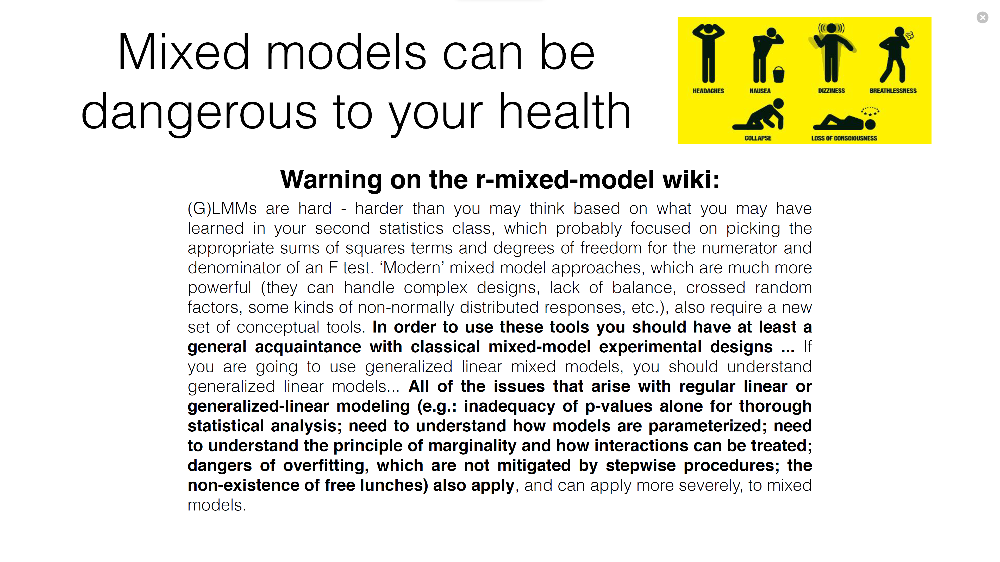 Mixed models can be
dangerous to your health
HEADACHES
NAUSEA
DIZZINESS
BREATHLESSNESS
COLLAPSE
LOSS OF CONSCIOUSNESS
Warning on the r-mixed-model wiki:
(G)LMMs are hard - harder than you may think based on what you may have
learned in your second statistics class, which probably focused on picking the
appropriate sums of squares terms and degrees of freedom for the numerator and
denominator of an F test. ‘Modern’ mixed model approaches, which are much more
powerful (they can handle complex designs, lack of balance, crossed random
factors, some kinds of non-normally distributed responses, etc.), also require a new
set of conceptual tools. In order to use these tools you should have at least a
general acquaintance with classical mixed-model experimental designs ... If
you are going to use generalized linear mixed models, you should understand
generalized linear models... All of the issues that arise with regular linear or
generalized-linear modeling (e.g.: inadequacy of p-values alone for thorough
statistical analysis; need to understand how models are parameterized; need
to understand the principle of marginality and how interactions can be treated;
dangers of overfitting, which are not mitigated by stepwise procedures; the
non-existence of free lunches) also apply, and can apply more severely, to mixed
models.